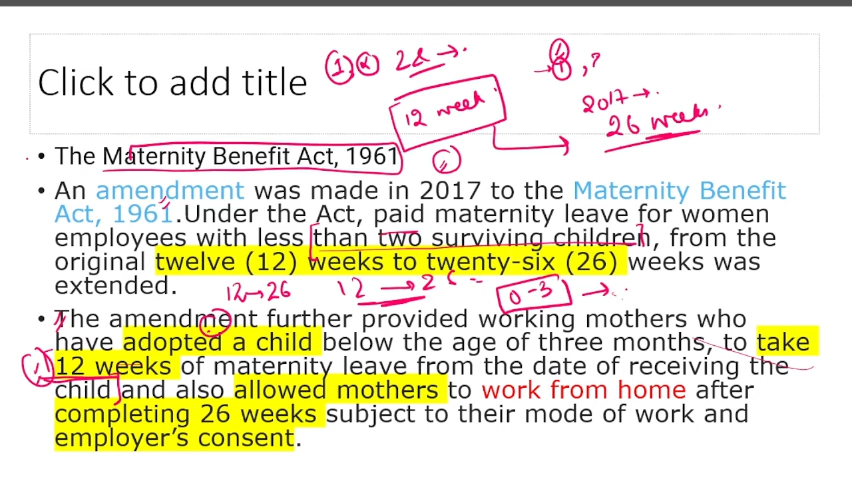 Click to add title
① 2&
12 week
2017
26 weeks
• The Maternity Benefit Act, 1961
• An amendment was made in 2017 to the Maternity Benefit
Act, 1961.Under the Act, paid maternity leave for women
employees with less than two surviving children, from the
original twelve (12) weeks to twenty-six (26) weeks was
extended.
12→26
12 → 26
0-3
• The amendment further provided working mothers who
have adopted a child below the age of three months, to take
12 weeks of maternity leave from the date of receiving the
child and also allowed mothers to work from home after
completing 26 weeks subject to their mode of work and
employer's consent.